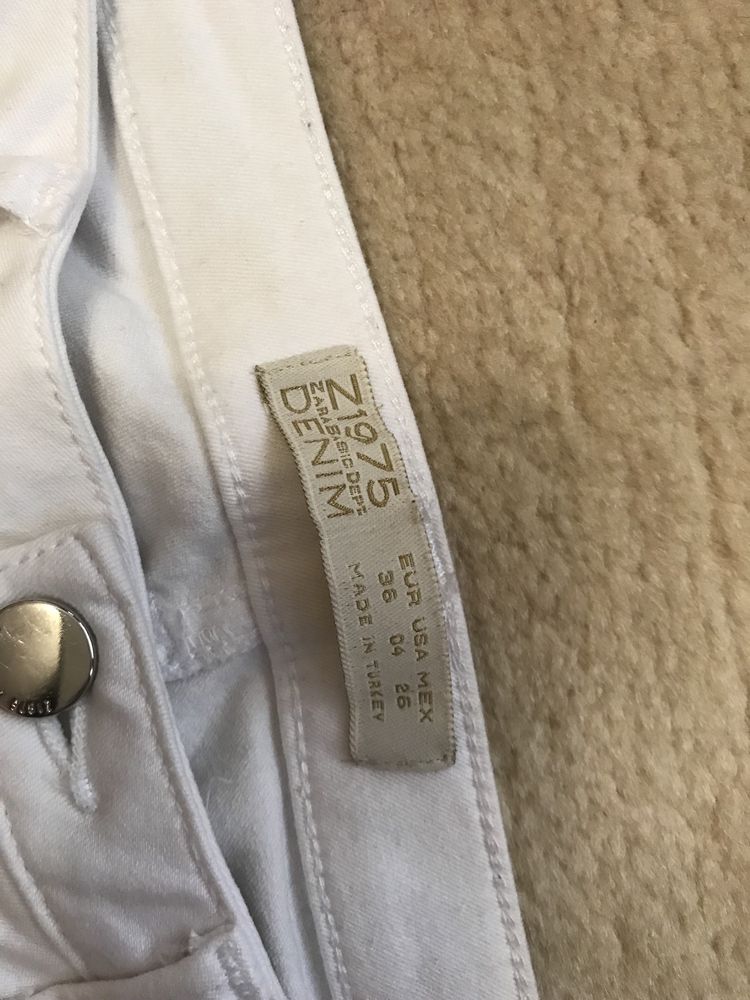 Z1975
ZARA BASIC DEPT
DENIM
EUR USA MEX
36 04 26
MADE IN TURKEY